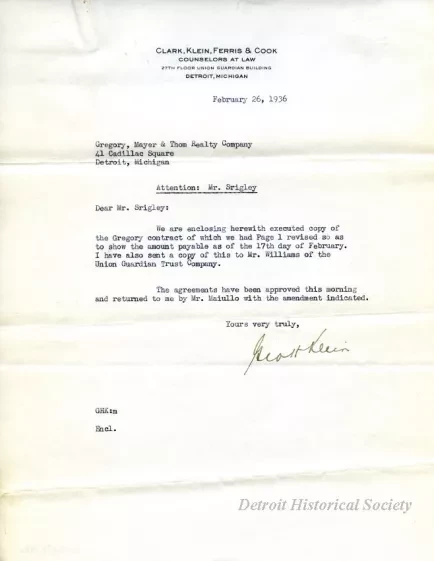 CLARK, KLEIN, FERRIS & COOK
COUNSELORS AT LAW
27TH FLOOR UNION GUARDIAN BUILDING
DETROIT, MICHIGAN
February 26, 1936
Gregory, Mayer & Thom Realty Company
41 Cadillac Square
Detroit, Michigan
Attention: Mr. Srigley
Dear Mr. Srigley:
We are enclosing herewith executed copy of
the Gregory contract of which we had Page 1 revised so as
to show the amount payable as of the 17th day of February.
I have also sent a copy of this to Mr. Williams of the
Union Guardian Trust Company.
The agreements have been approved this morning
and returned to me by Mr. Maiullo with the amendment indicated.
Yours very truly,
Geo H Klein
GHK:m
Encl.
Detroit Historical Society